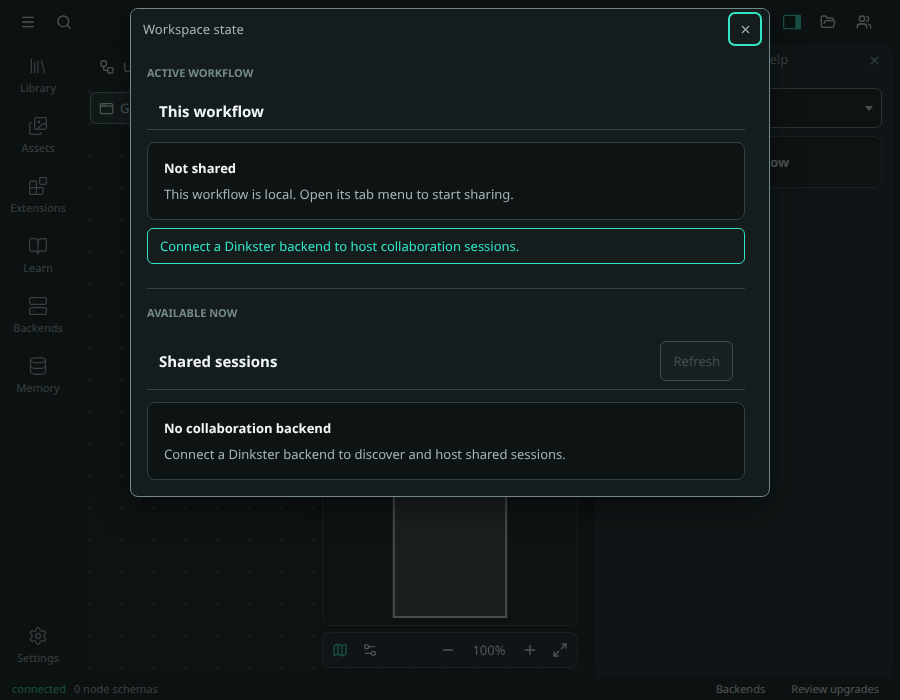 Workspace state
ACTIVE WORKFLOW
This workflow
Not shared
This workflow is local. Open its tab menu to start sharing.
Connect a Dinkster backend to host collaboration sessions.
AVAILABLE NOW
Shared sessions
Refresh
No collaboration backend
Connect a Dinkster backend to discover and host shared sessions.
Library
Assets
Extensions
Learn
Backends
Memory
Settings
100%
connected
0 node schemas
Backends
Review upgrades